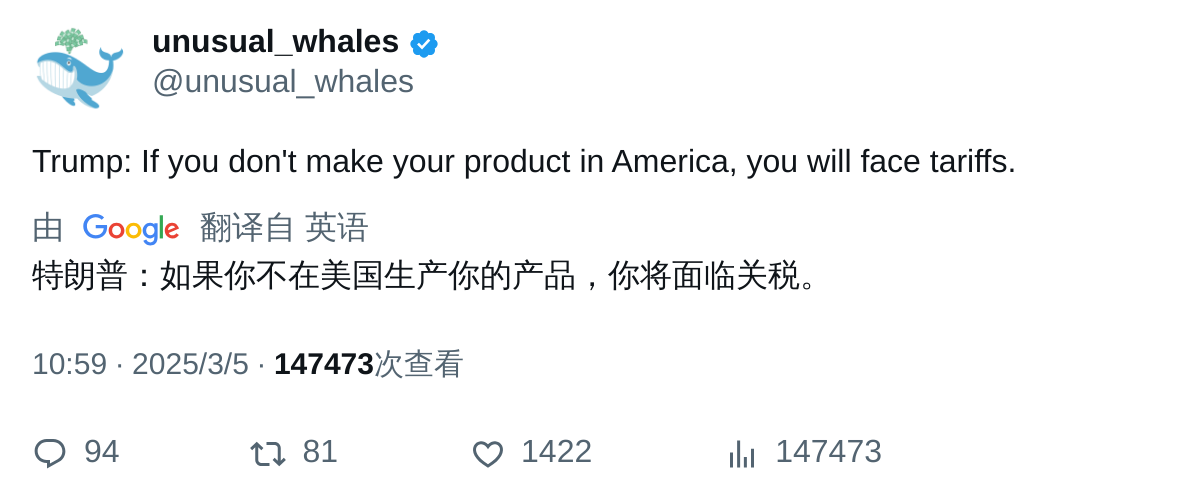 unusual_whales
@unusual_whales
Trump: If you don't make your product in America, you will face tariffs.
由 Google 翻译自 英语
特朗普：如果你不在美国生产你的产品，你将面临关税。
10:59 · 2025/3/5 · 147473次查看
94 81 1422 147473